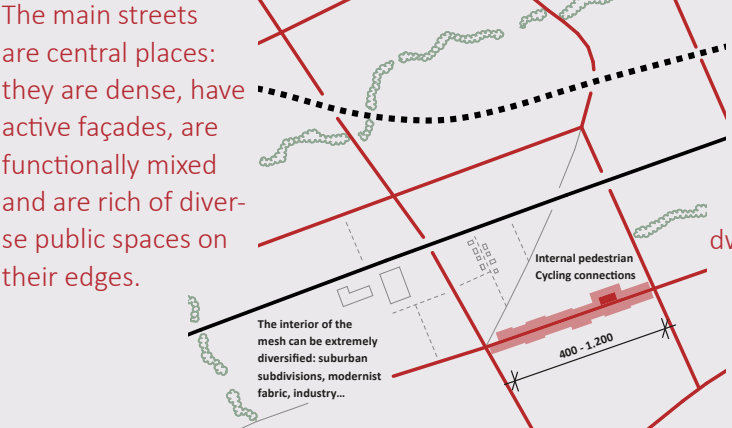 The main streets
are central places:
they are dense, have
active façades, are
functionally mixed
and are rich of diver-
se public spaces on
their edges.
dw
Internal pedestrian
Cycling connections
The interior of the
mesh can be extremely
diversified: suburban
subdivisions, modernist
fabric, industry…
400 - 1.200